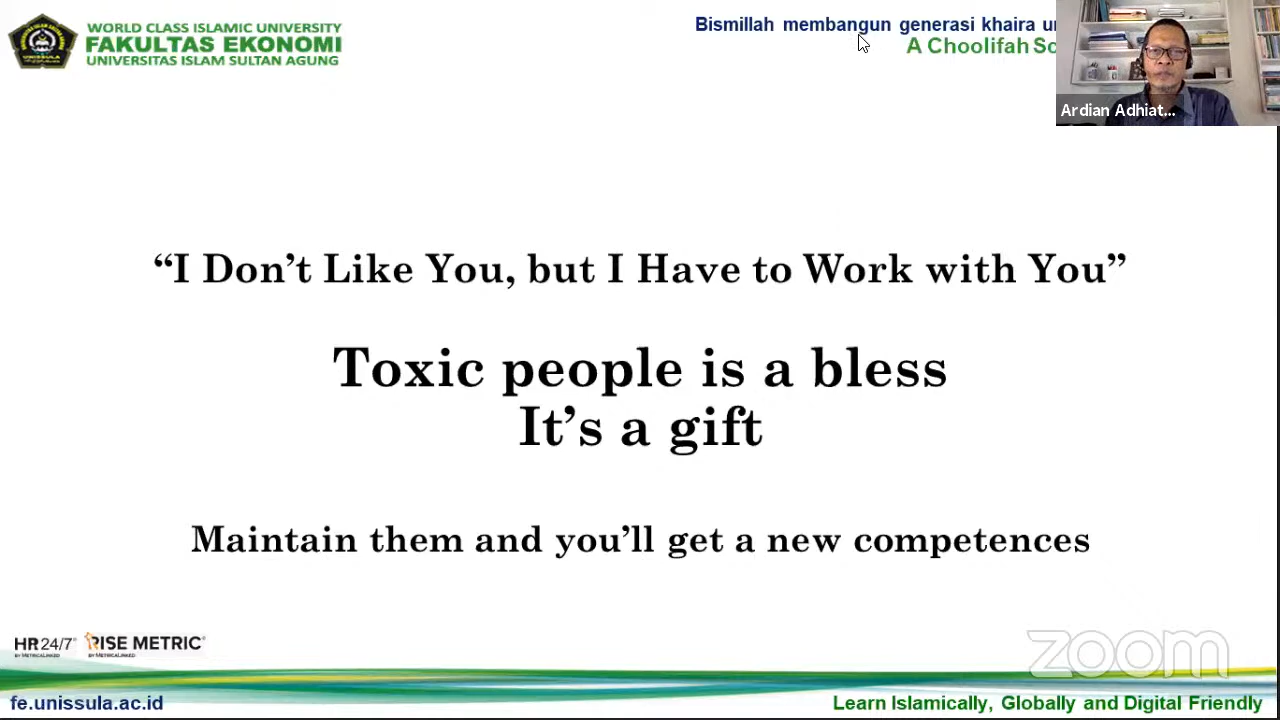 WORLD CLASS ISLAMIC UNIVERSITY
FAKULTAS EKONOMI
UNIVERSITAS ISLAM SULTAN AGUNG
UNISSULA
Bismillah membangun generasi khaira
A Choolifah
Ardian Adhiat...
“I Don’t Like You, but I Have to Work with You”
Toxic people is a bless
It’s a gift
Maintain them and you’ll get a new competences
HR 24/7
BY METRICALINKED
RISE METRIC
BY METRICALINKED
zoom
fe.unissula.ac.id
Learn Islamically, Globally and Digital Friendly